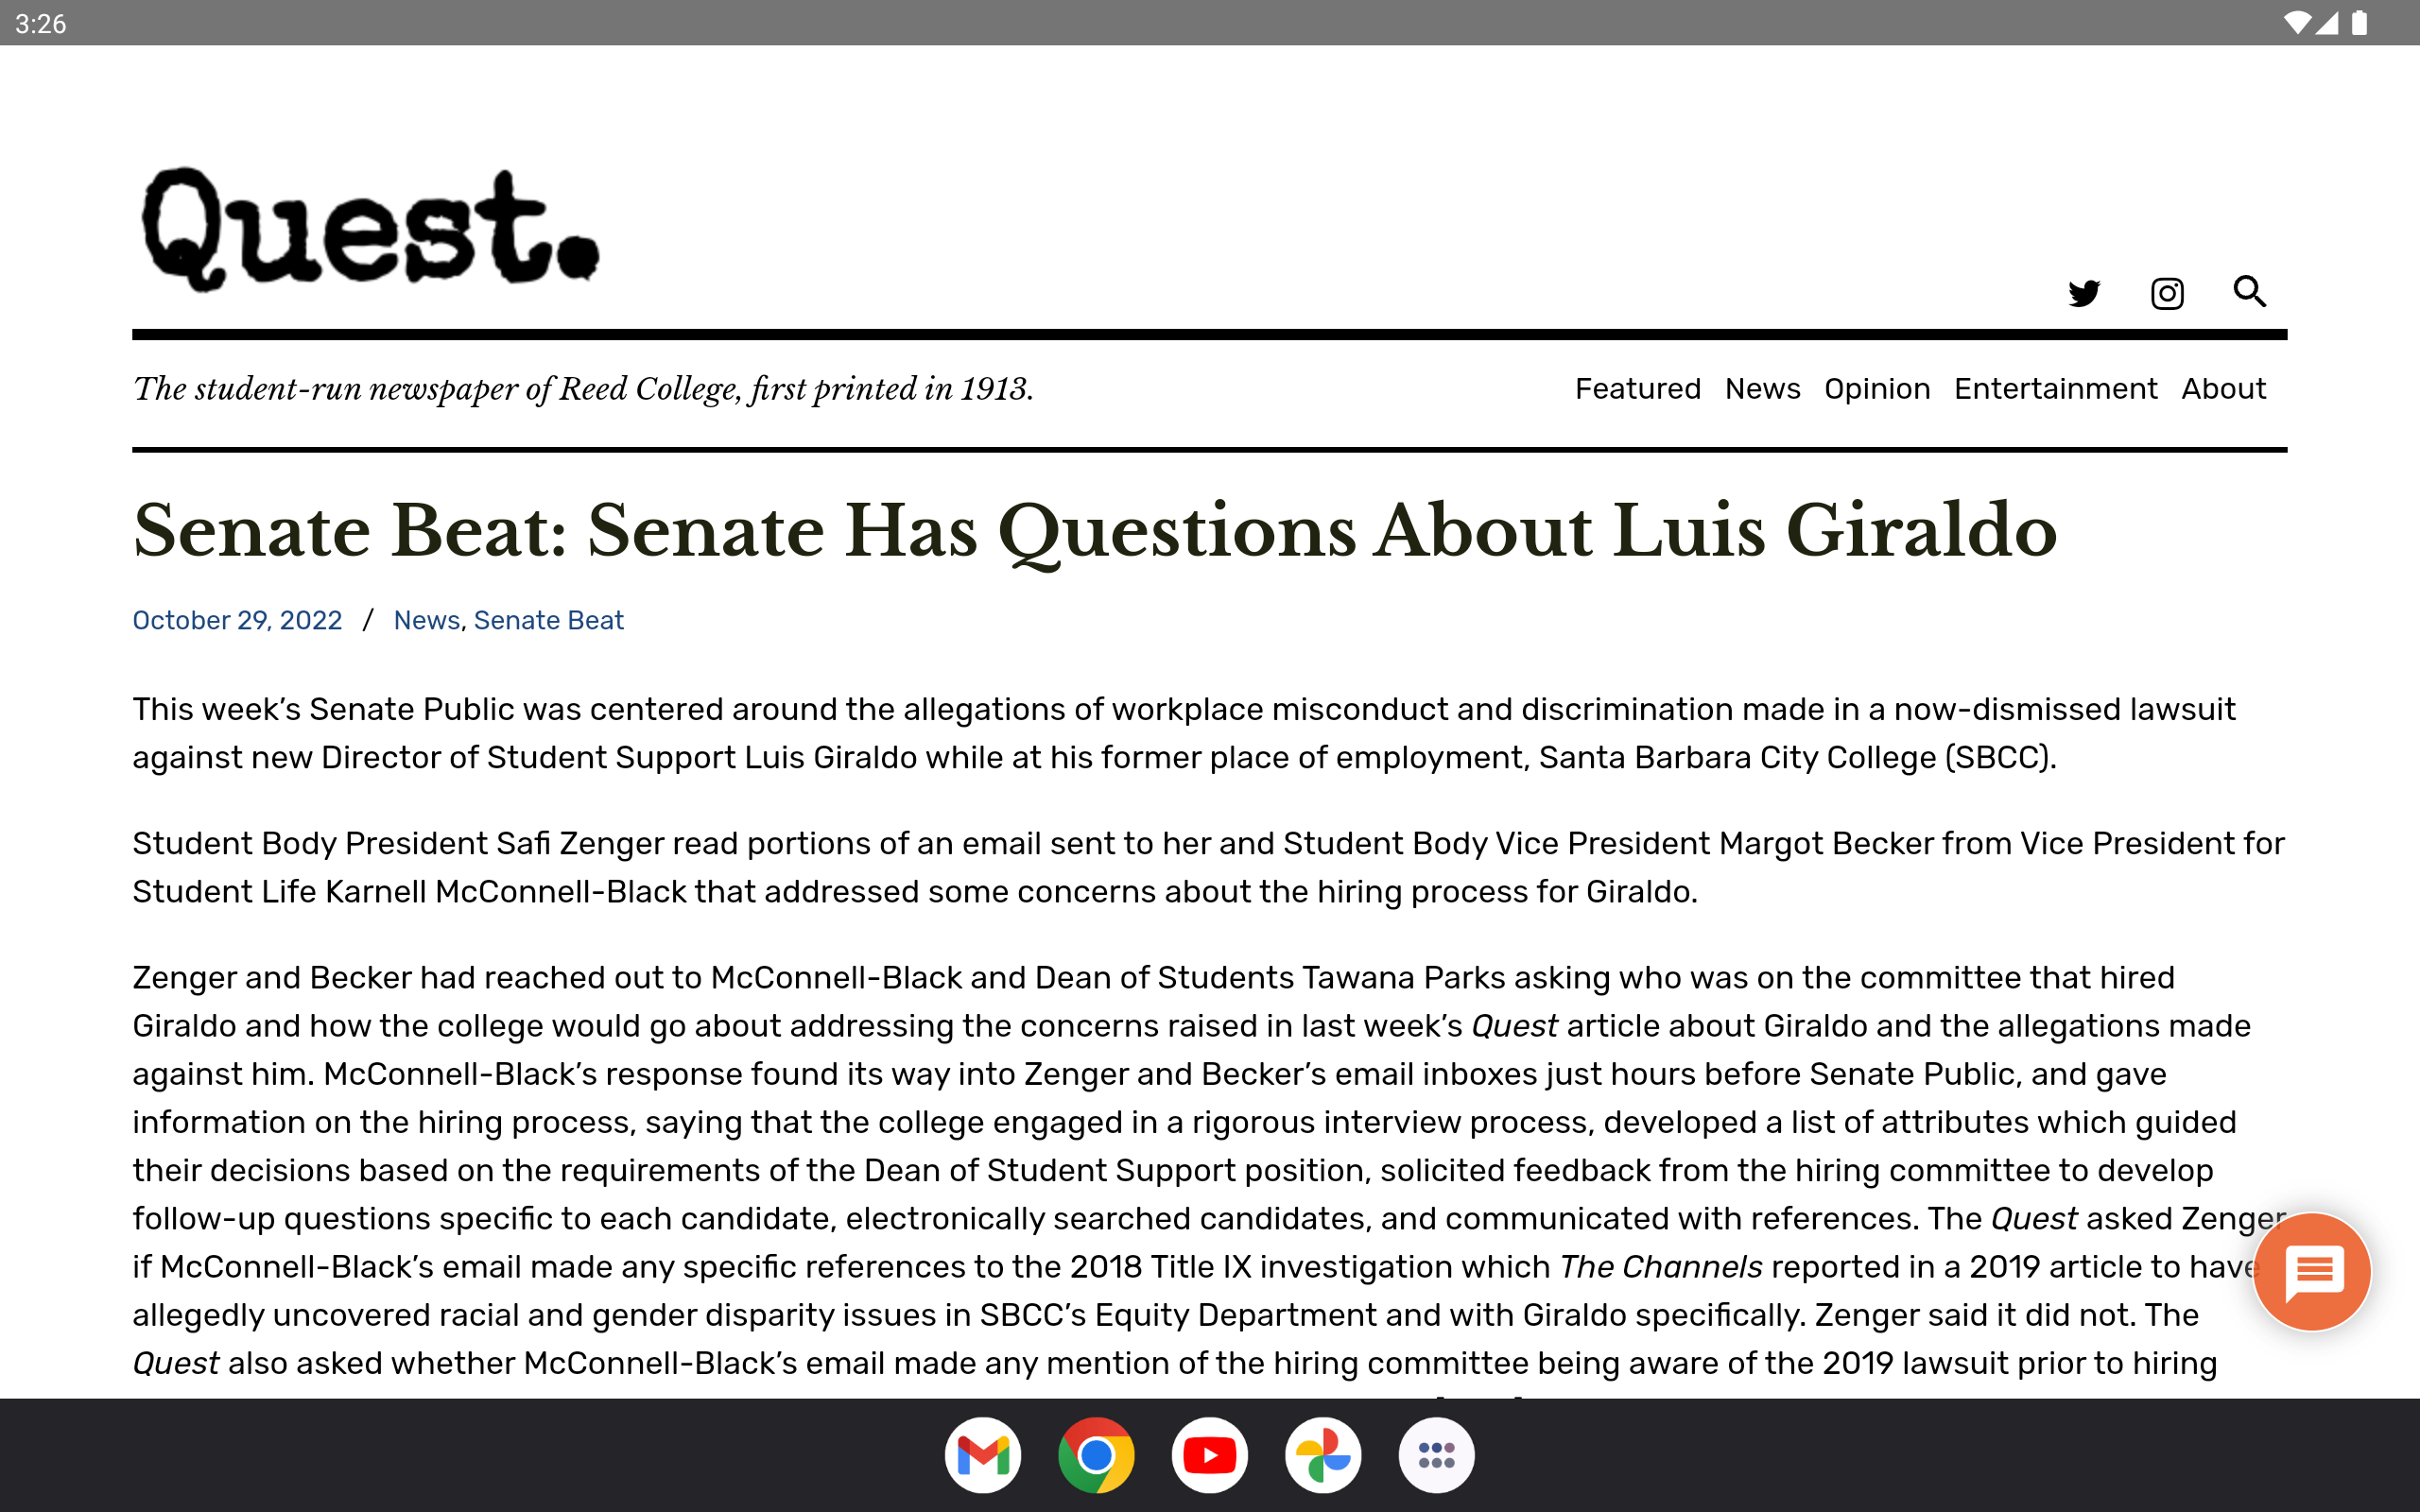 3:26
Quest.
The student-run newspaper of Reed College, first printed in 1913.
Featured News Opinion Entertainment About
Senate Beat: Senate Has Questions About Luis Giraldo
October 29, 2022 / News, Senate Beat
This week’s Senate Public was centered around the allegations of workplace misconduct and discrimination made in a now-dismissed lawsuit
against new Director of Student Support Luis Giraldo while at his former place of employment, Santa Barbara City College (SBCC).
Student Body President Safi Zenger read portions of an email sent to her and Student Body Vice President Margot Becker from Vice President for
Student Life Karnell McConnell-Black that addressed some concerns about the hiring process for Giraldo.
Zenger and Becker had reached out to McConnell-Black and Dean of Students Tawana Parks asking who was on the committee that hired
Giraldo and how the college would go about addressing the concerns raised in last week’s Quest article about Giraldo and the allegations made
against him. McConnell-Black’s response found its way into Zenger and Becker’s email inboxes just hours before Senate Public, and gave
information on the hiring process, saying that the college engaged in a rigorous interview process, developed a list of attributes which guided
their decisions based on the requirements of the Dean of Student Support position, solicited feedback from the hiring committee to develop
follow-up questions specific to each candidate, electronically searched candidates, and communicated with references. The Quest asked Zenger
if McConnell-Black’s email made any specific references to the 2018 Title IX investigation which The Channels reported in a 2019 article to have
allegedly uncovered racial and gender disparity issues in SBCC’s Equity Department and with Giraldo specifically. Zenger said it did not. The
Quest also asked whether McConnell-Black’s email made any mention of the hiring committee being aware of the 2019 lawsuit prior to hiring